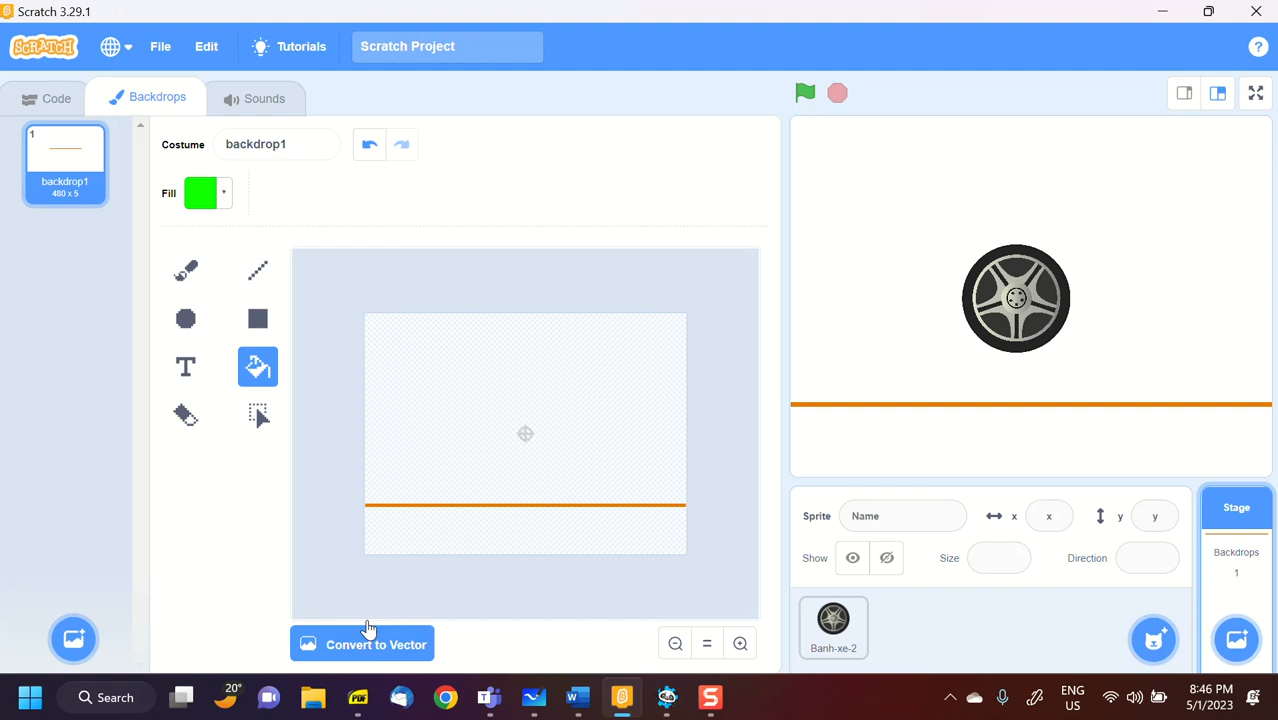 Scratch 3.29.1
SCRATCH File Edit Tutorials Scratch Project ?
Code Backdrops Sounds
1
backdrop1
480 x 5
Costume backdrop1
Fill
T
Convert to Vector
Sprite Name x x y y
Show Size Direction
Banh-xe-2
Stage
Backdrops
1
Search 20° PDF ENG US 8:46 PM 5/1/2023